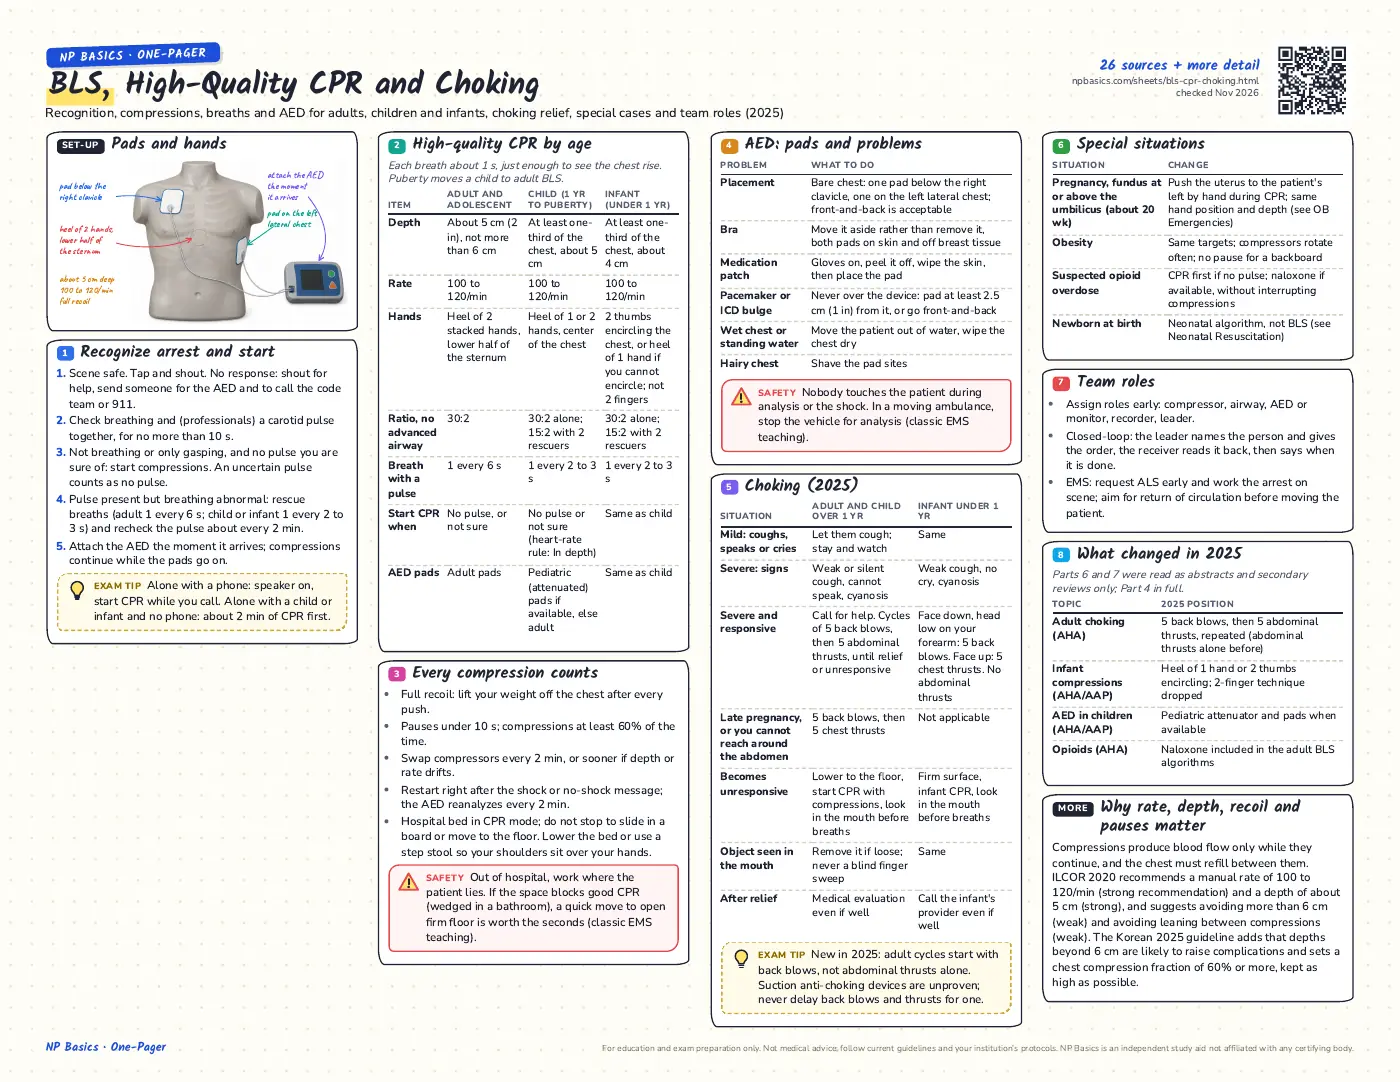 NP BASICS · ONE-PAGER
BLS, High-Quality CPR and Choking
Recognition, compressions, breaths and AED for adults, children and infants, choking relief, special cases and team roles (2025)
26 sources + more detail
npbasics.com/sheets/bls-cpr-choking.html
checked Nov 2026
SET-UP Pads and hands
pad below the
right clavicle
heel of 2 hands,
lower half of
the sternum
about 5 cm deep
100 to 120/min
full recoil
attach the AED
the moment
it arrives
pad on the left
lateral chest
1 Recognize arrest and start
1. Scene safe. Tap and shout. No response: shout for
help, send someone for the AED and to call the code
team or 911.
2. Check breathing and (professionals) a carotid pulse
together, for no more than 10 s.
3. Not breathing or only gasping, and no pulse you are
sure of: start compressions. An uncertain pulse
counts as no pulse.
4. Pulse present but breathing abnormal: rescue
breaths (adult 1 every 6 s; child or infant 1 every 2 to
3 s) and recheck the pulse about every 2 min.
5. Attach the AED the moment it arrives; compressions
continue while the pads go on.
EXAM TIP Alone with a phone: speaker on,
start CPR while you call. Alone with a child or
infant and no phone: about 2 min of CPR first.
2 High-quality CPR by age
Each breath about 1 s, just enough to see the chest rise.
Puberty moves a child to adult BLS.
ITEM
ADULT AND
ADOLESCENT
CHILD (1 YR
TO PUBERTY)
INFANT
(UNDER 1 YR)
Depth
About 5 cm (2
in), not more
than 6 cm
At least one-
third of the
chest, about 5
cm
At least one-
third of the
chest, about
4 cm
Rate
100 to
120/min
100 to
120/min
100 to
120/min
Hands
Heel of 2
stacked hands,
lower half of
the sternum
Heel of 1 or 2
hands, center
of the chest
2 thumbs
encircling the
chest, or heel
of 1 hand if
you cannot
encircle; not
2 fingers
Ratio, no
advanced
airway
30:2
30:2 alone;
15:2 with 2
rescuers
30:2 alone;
15:2 with 2
rescuers
Breath
with a
pulse
1 every 6 s
1 every 2 to 3
s
1 every 2 to 3
s
Start CPR
when
No pulse, or
not sure
No pulse or
not sure
(heart-rate
rule: In depth)
Same as child
AED pads
Adult pads
Pediatric
(attenuated)
pads if
available, else
adult
Same as child
3 Every compression counts
• Full recoil: lift your weight off the chest after every
push.
• Pauses under 10 s; compressions at least 60% of the
time.
• Swap compressors every 2 min, or sooner if depth or
rate drifts.
• Restart right after the shock or no-shock message;
the AED reanalyzes every 2 min.
• Hospital bed in CPR mode; do not stop to slide in a
board or move to the floor. Lower the bed or use a
step stool so your shoulders sit over your hands.
SAFETY Out of hospital, work where the
patient lies. If the space blocks good CPR
(wedged in a bathroom), a quick move to open
firm floor is worth the seconds (classic EMS
teaching).
4 AED: pads and problems
PROBLEM
WHAT TO DO
Placement
Bare chest: one pad below the right
clavicle, one on the left lateral chest;
front-and-back is acceptable
Bra
Move it aside rather than remove it,
both pads on skin and off breast tissue
Medication
patch
Gloves on, peel it off, wipe the skin,
then place the pad
Pacemaker or
ICD bulge
Never over the device: pad at least 2.5
cm (1 in) from it, or go front-and-back
Wet chest or
standing water
Move the patient out of water, wipe the
chest dry
Hairy chest
Shave the pad sites
SAFETY Nobody touches the patient during
analysis or the shock. In a moving ambulance,
stop the vehicle for analysis (classic EMS
teaching).
5 Choking (2025)
SITUATION
ADULT AND CHILD
OVER 1 YR
INFANT UNDER 1
YR
Mild: coughs,
speaks or cries
Let them cough;
stay and watch
Same
Severe: signs
Weak or silent
cough, cannot
speak, cyanosis
Weak cough, no
cry, cyanosis
Severe and
responsive
Call for help. Cycles
of 5 back blows,
then 5 abdominal
thrusts, until relief
or unresponsive
Face down, head
low on your
forearm: 5 back
blows. Face up: 5
chest thrusts. No
abdominal
thrusts
Late pregnancy,
or you cannot
reach around
the abdomen
5 back blows, then
5 chest thrusts
Not applicable
Becomes
unresponsive
Lower to the floor,
start CPR with
compressions, look
in the mouth before
breaths
Firm surface,
infant CPR, look
in the mouth
before breaths
Object seen in
the mouth
Remove it if loose;
never a blind finger
sweep
Same
After relief
Medical evaluation
even if well
Call the infant's
provider even if
well
EXAM TIP New in 2025: adult cycles start with
back blows, not abdominal thrusts alone.
Suction anti-choking devices are unproven;
never delay back blows and thrusts for one.
6 Special situations
SITUATION
CHANGE
Pregnancy, fundus at
or above the
umbilicus (about 20
wk)
Push the uterus to the patient's
left by hand during CPR; same
hand position and depth (see OB
Emergencies)
Obesity
Same targets; compressors rotate
often; no pause for a backboard
Suspected opioid
overdose
CPR first if no pulse; naloxone if
available, without interrupting
compressions
Newborn at birth
Neonatal algorithm, not BLS (see
Neonatal Resuscitation)
7 Team roles
• Assign roles early: compressor, airway, AED or
monitor, recorder, leader.
• Closed-loop: the leader names the person and gives
the order, the receiver reads it back, then says when
it is done.
• EMS: request ALS early and work the arrest on
scene; aim for return of circulation before moving the
patient.
8 What changed in 2025
Parts 6 and 7 were read as abstracts and secondary
reviews only; Part 4 in full.
TOPIC
2025 POSITION
Adult choking
(AHA)
5 back blows, then 5 abdominal
thrusts, repeated (abdominal
thrusts alone before)
Infant
compressions
(AHA/AAP)
Heel of 1 hand or 2 thumbs
encircling; 2-finger technique
dropped
AED in children
(AHA/AAP)
Pediatric attenuator and pads when
available
Opioids (AHA)
Naloxone included in the adult BLS
algorithms
MORE Why rate, depth, recoil and
pauses matter
Compressions produce blood flow only while they
continue, and the chest must refill between them.
ILCOR 2020 recommends a manual rate of 100 to
120/min (strong recommendation) and a depth of about
5 cm (strong), and suggests avoiding more than 6 cm
(weak) and avoiding leaning between compressions
(weak). The Korean 2025 guideline adds that depths
beyond 6 cm are likely to raise complications and sets a
chest compression fraction of 60% or more, kept as
high as possible.
NP Basics · One-Pager
For education and exam preparation only. Not medical advice; follow current guidelines and your institution's protocols. NP Basics is an independent study aid not affiliated with any certifying body.